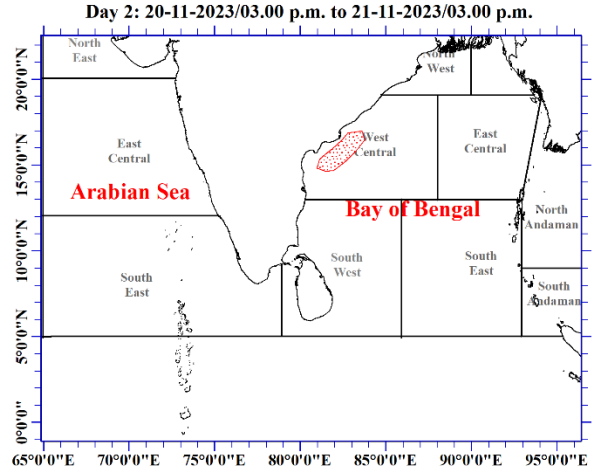 Day 2: 20-11-2023/03.00 p.m. to 21-11-2023/03.00 p.m.
North
East
North
West
20°0'0"N
East
Central
West
Central
East
Central
15°0'0"N
Arabian Sea
Bay of Bengal
North
Andaman
10°0'0"N
South
East
South
West
South
East
South
Andaman
5°0'0"N
0°0'0"
65°0'0"E
70°0'0"E
75°0'0"E
80°0'0"E
85°0'0"E
90°0'0"E
95°0'0"E